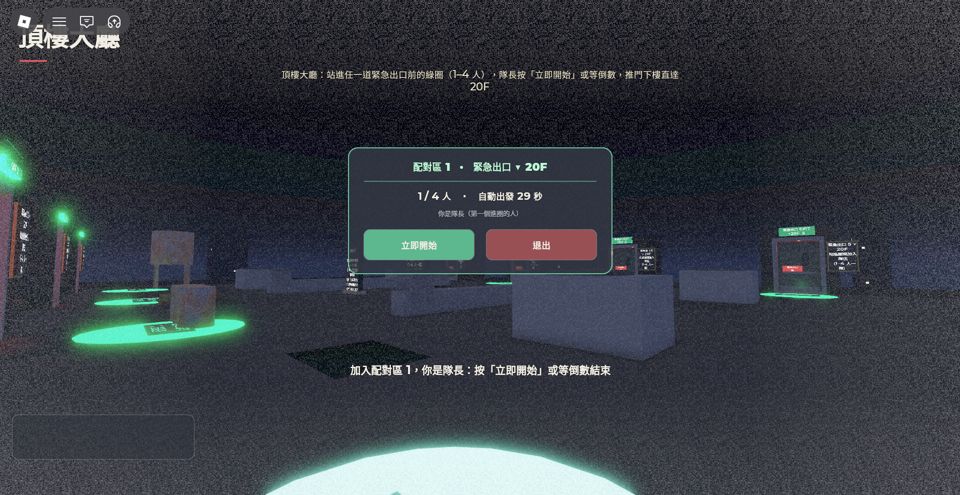 頂樓大廳
頂樓大廳：站進任一道緊急出口前的綠圈（1–4 人），隊長按「立即開始」或等倒數，推門下樓直達
20F
配對區 1 • 緊急出口 ▼ 20F
1 / 4 人 • 自動出發 29 秒
你是隊長（第一個進圈的人）
立即開始
退出
加入配對區 1，你是隊長：按「立即開始」或等倒數結束